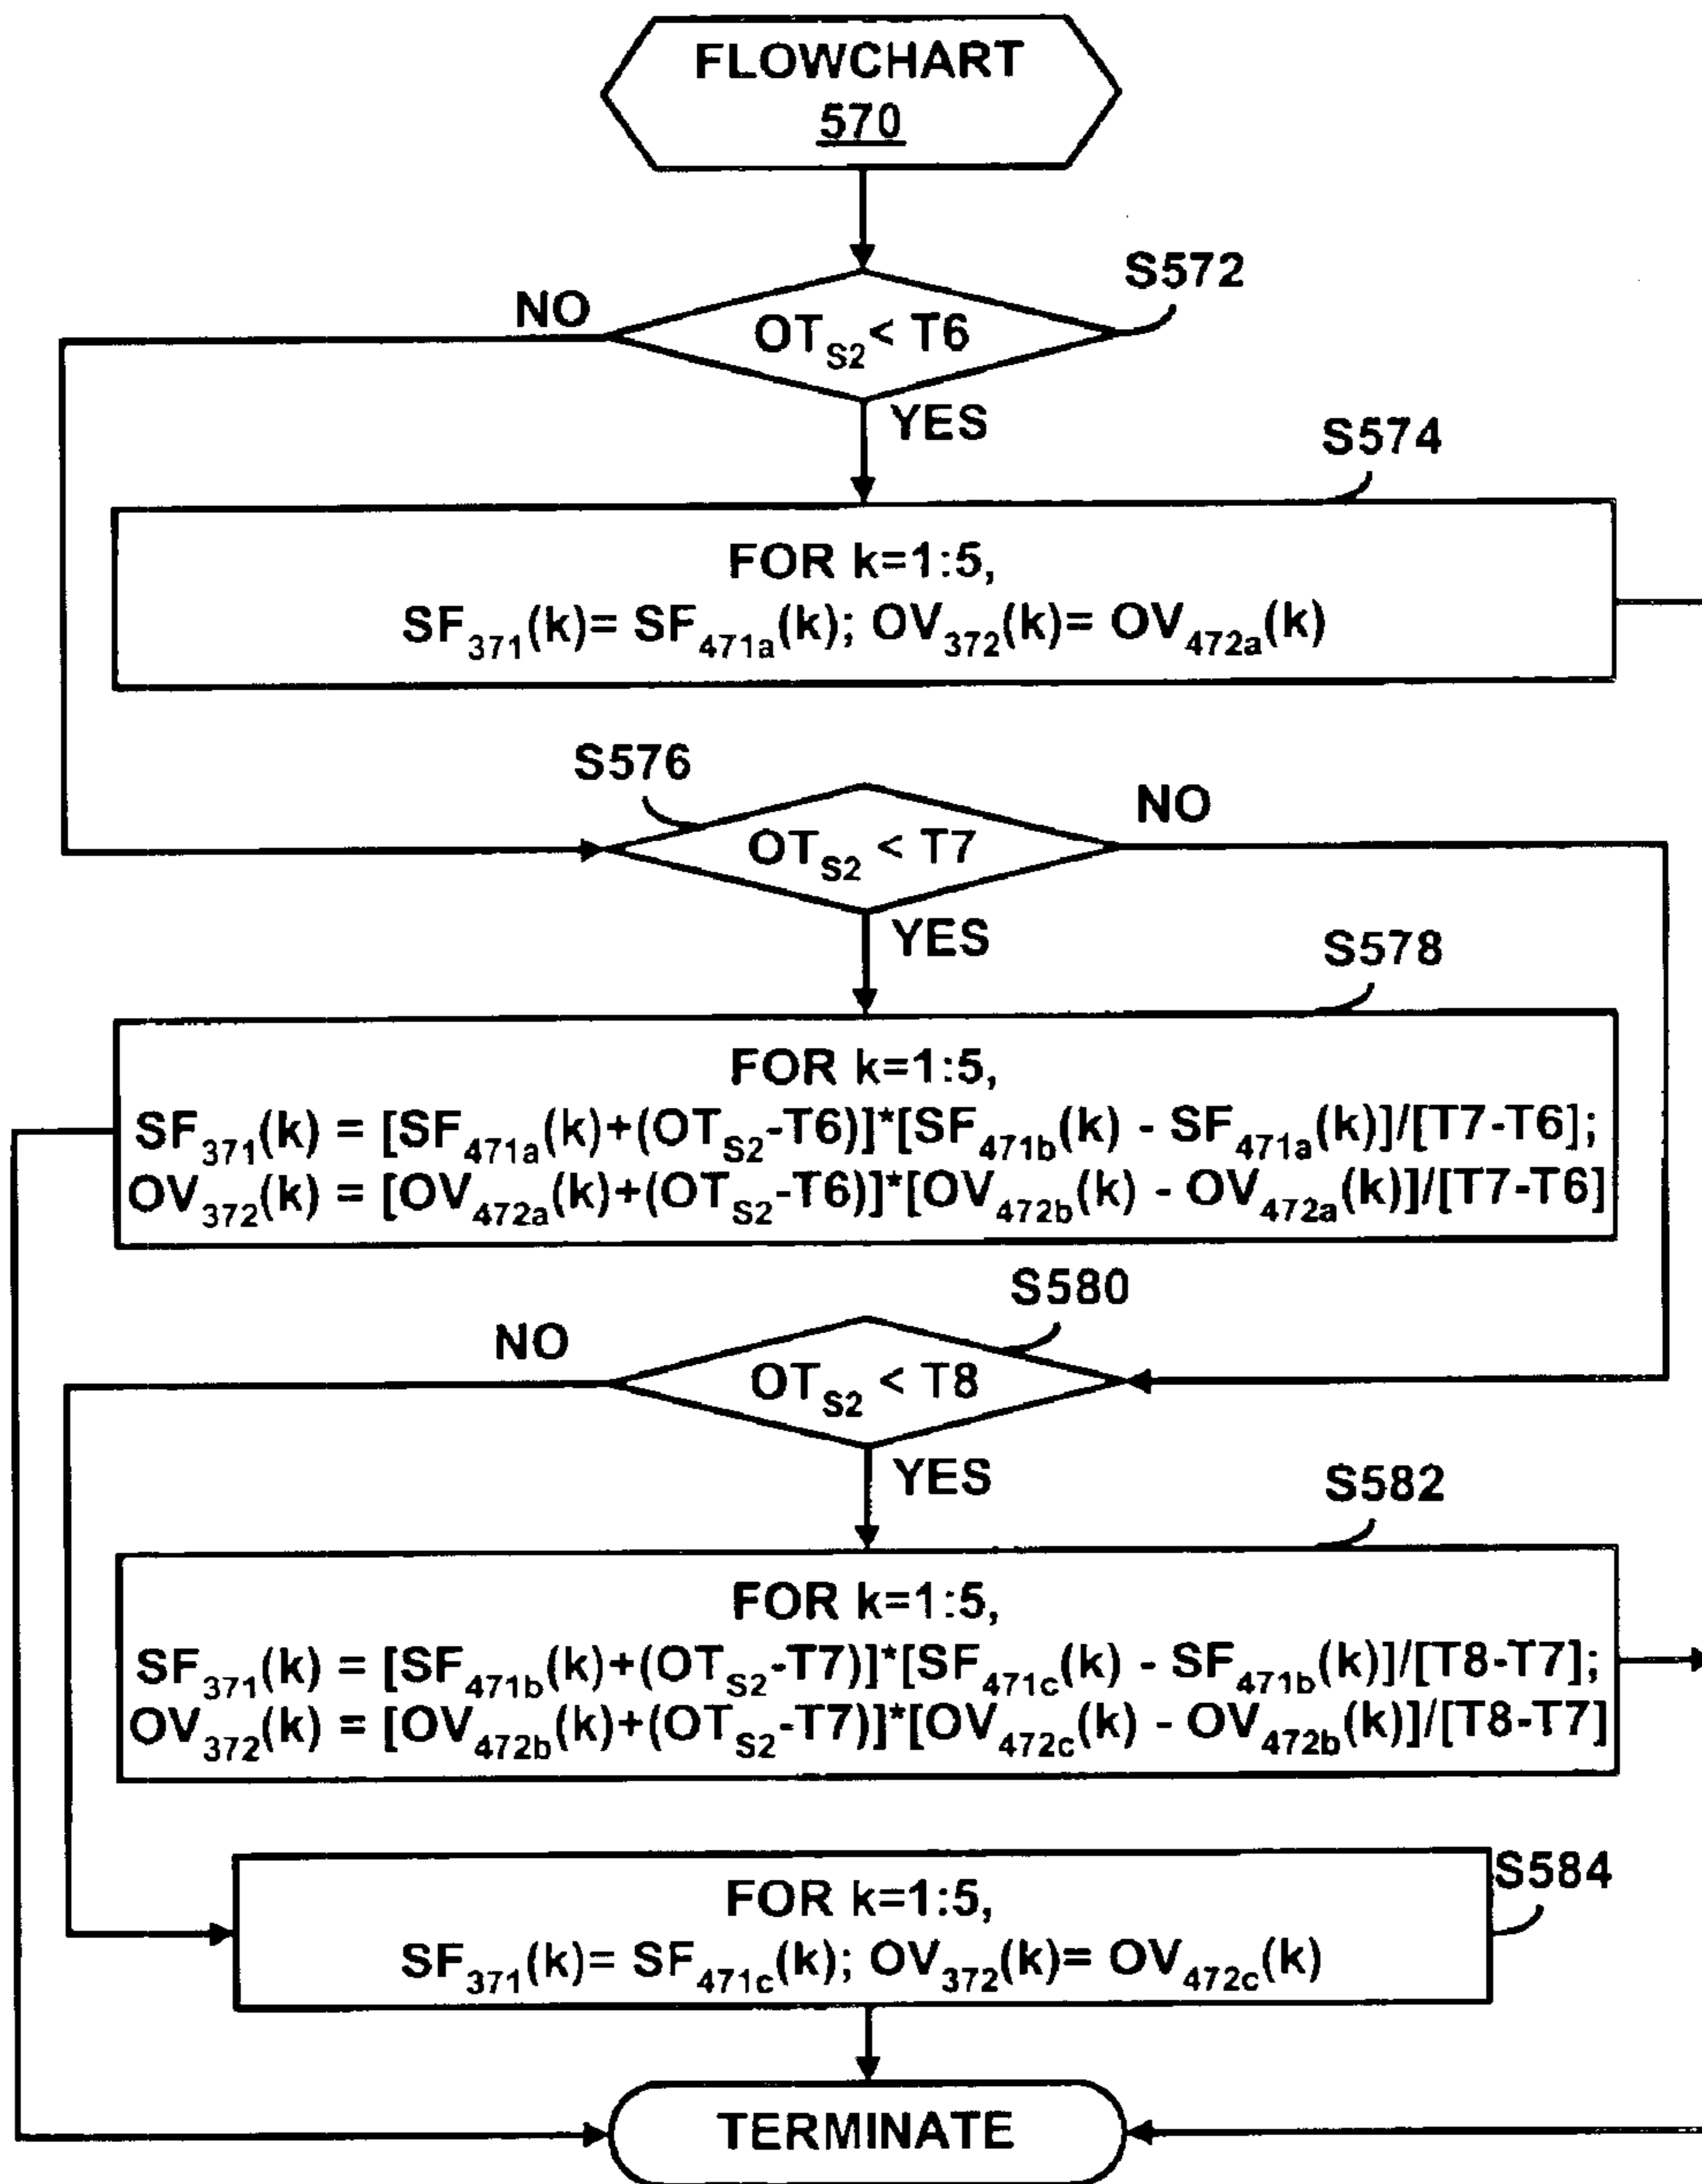 FLOWCHART
570
S572
NO
OT_S2 < T6
YES
S574
FOR k=1:5,
SF_371(k)= SF_471a(k); OV_372(k)= OV_472a(k)
S576
NO
OT_S2 < T7
YES
S578
FOR k=1:5,
SF_371(k) = [SF_471a(k)+(OT_S2-T6)]*[SF_471b(k) - SF_471a(k)]/[T7-T6];
OV_372(k) = [OV_472a(k)+(OT_S2-T6)]*[OV_472b(k) - OV_472a(k)]/[T7-T6]
S580
NO
OT_S2 < T8
YES
S582
FOR k=1:5,
SF_371(k) = [SF_471b(k)+(OT_S2-T7)]*[SF_471c(k) - SF_471b(k)]/[T8-T7];
OV_372(k) = [OV_472b(k)+(OT_S2-T7)]*[OV_472c(k) - OV_472b(k)]/[T8-T7]
S584
FOR k=1:5,
SF_371(k)= SF_471c(k); OV_372(k)= OV_472c(k)
TERMINATE